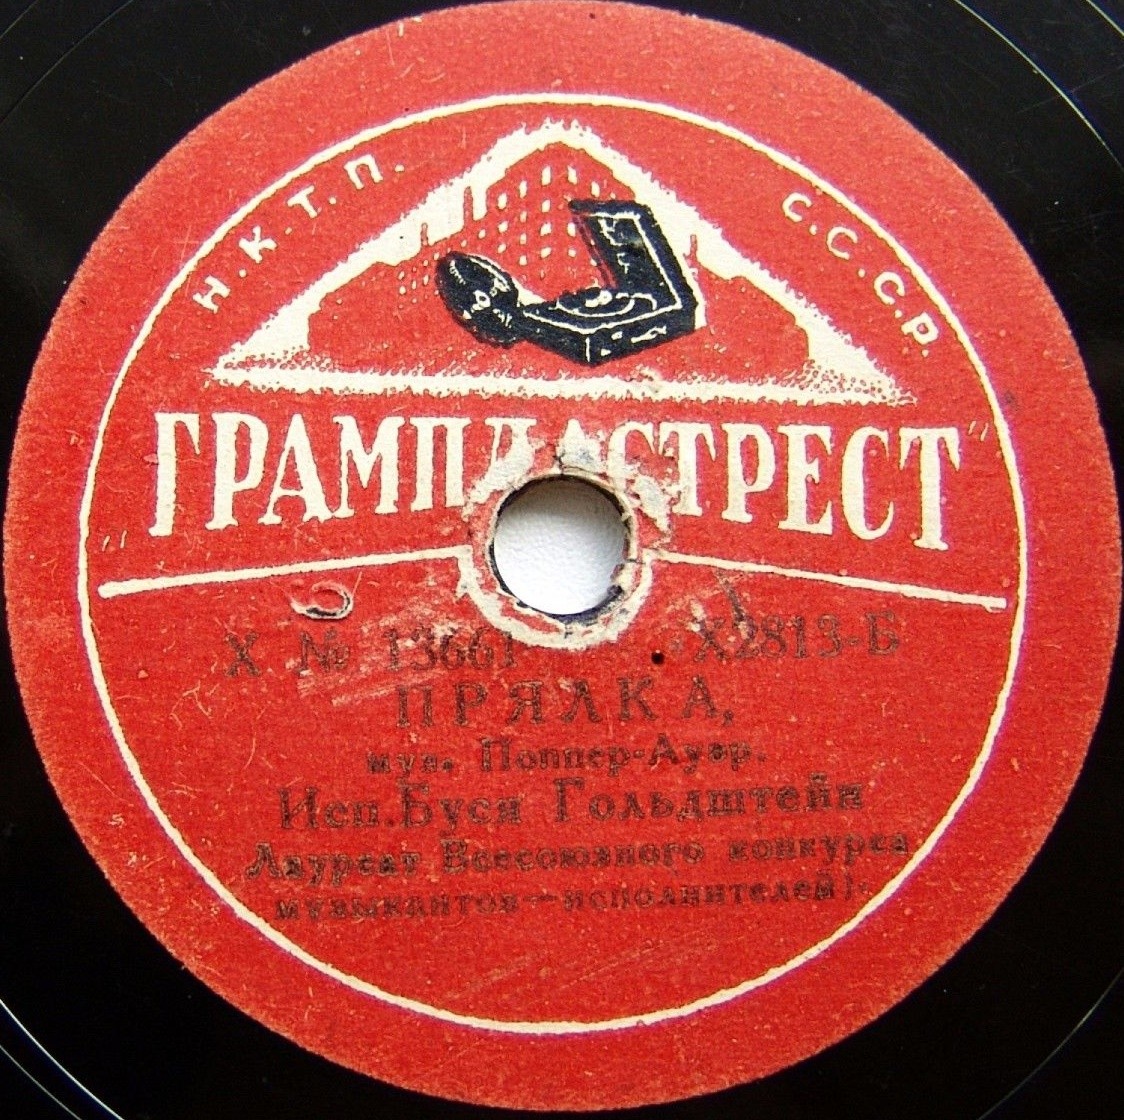 Н.К.Т.П. С.С.С.Р.
"ГРАМПЛАСТРЕСТ"
Х № 13661 Х2813-Б
ПРЯЛКА,
муз. Поппер-Ауэр.
Исп. Буся Гольдштейн
Лауреат Всесоюзного конкурса
музыкантов—исполнителей).